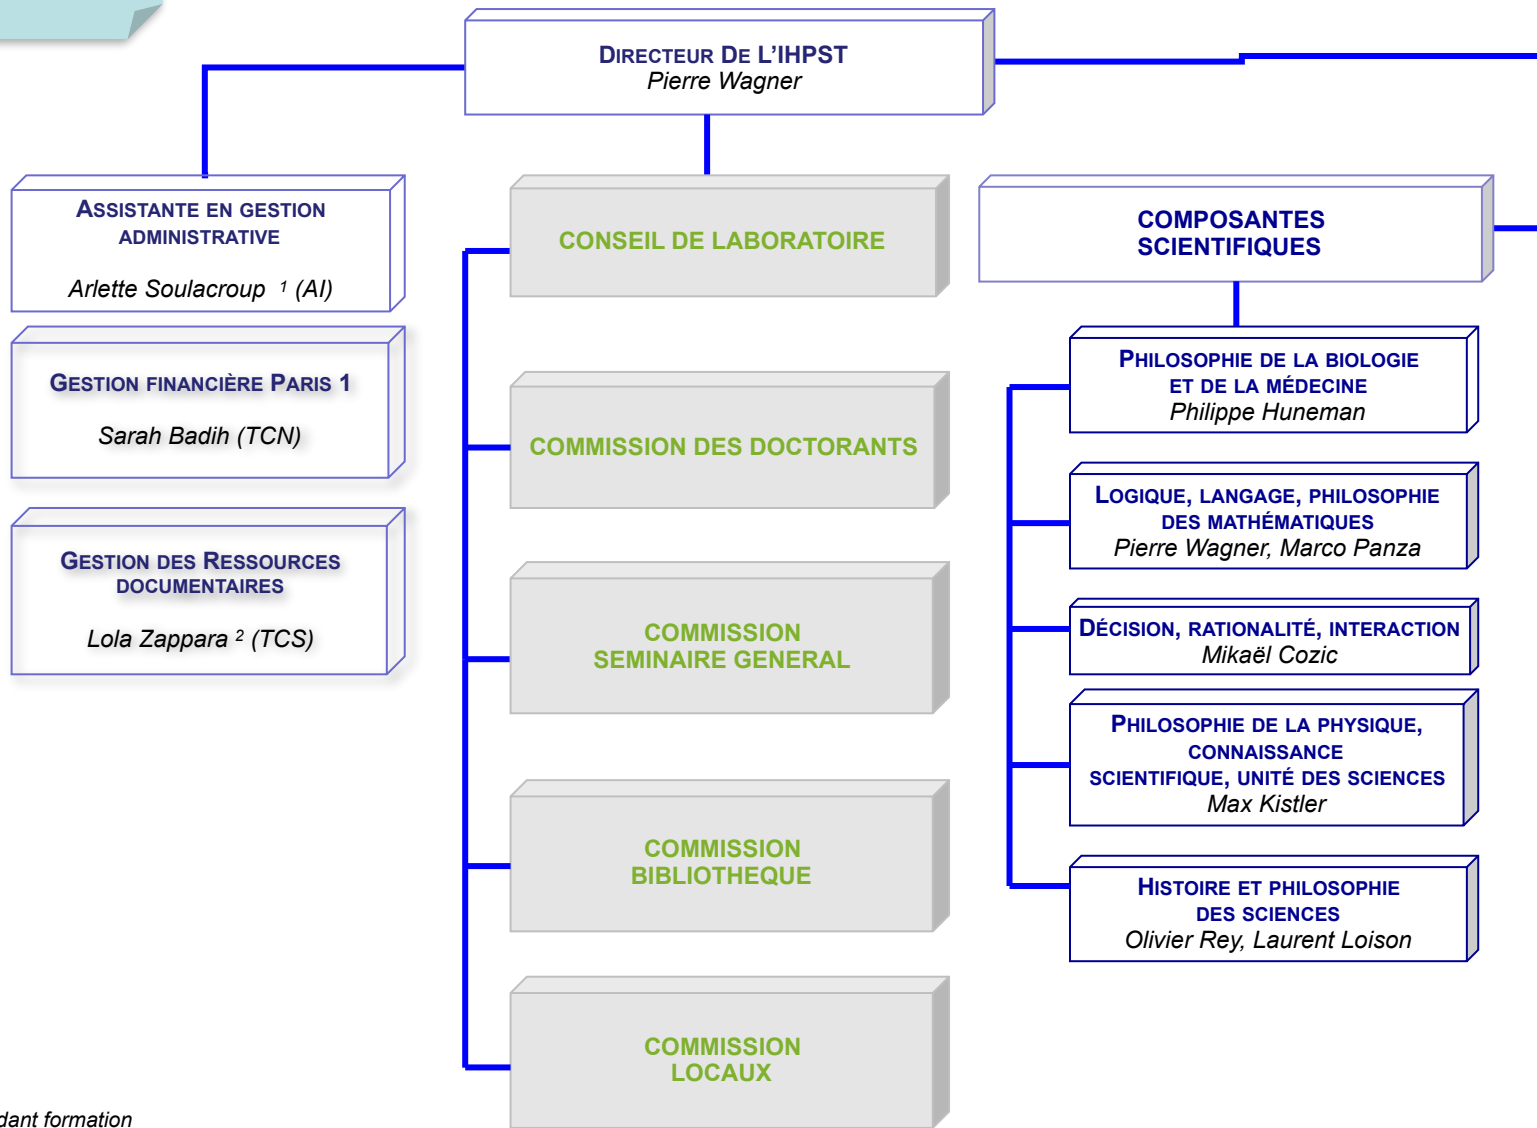 DIRECTEUR DE L'IHPST
Pierre Wagner
ASSISTANTE EN GESTION
ADMINISTRATIVE
Arlette Soulacroup 1 (AI)
GESTION FINANCIÈRE PARIS 1
Sarah Badih (TCN)
GESTION DES RESSOURCES
DOCUMENTAIRES
Lola Zappara 2 (TCS)
CONSEIL DE LABORATOIRE
COMMISSION DES DOCTORANTS
COMMISSION
SEMINAIRE GENERAL
COMMISSION
BIBLIOTHEQUE
COMMISSION
LOCAUX
COMPOSANTES
SCIENTIFIQUES
PHILOSOPHIE DE LA BIOLOGIE
ET DE LA MÉDECINE
Philippe Huneman
LOGIQUE, LANGAGE, PHILOSOPHIE
DES MATHÉMATIQUES
Pierre Wagner, Marco Panza
DÉCISION, RATIONALITÉ, INTERACTION
Mikaël Cozic
PHILOSOPHIE DE LA PHYSIQUE,
CONNAISSANCE
SCIENTIFIQUE, UNITÉ DES SCIENCES
Max Kistler
HISTOIRE ET PHILOSOPHIE
DES SCIENCES
Olivier Rey, Laurent Loison
formation